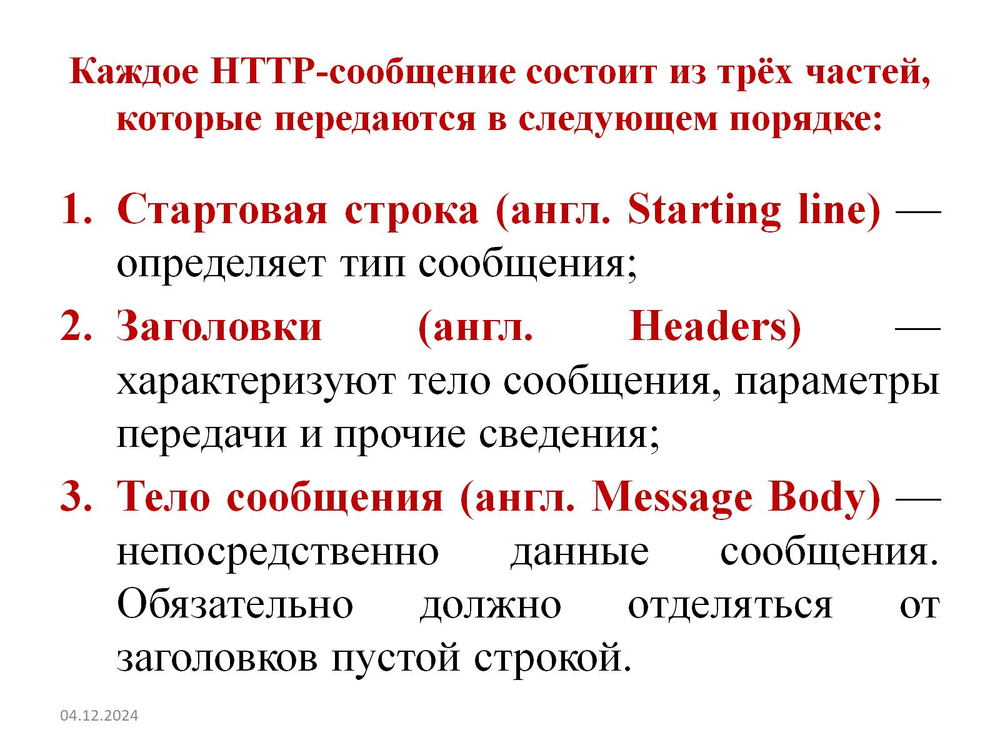 Каждое HTTP-сообщение состоит из трёх частей,
которые передаются в следующем порядке:
1. Стартовая строка (англ. Starting line) —
определяет тип сообщения;
2. Заголовки (англ. Headers) —
характеризуют тело сообщения, параметры
передачи и прочие сведения;
3. Тело сообщения (англ. Message Body) —
непосредственно данные сообщения.
Обязательно должно отделяться от
заголовков пустой строкой.
04.12.2024